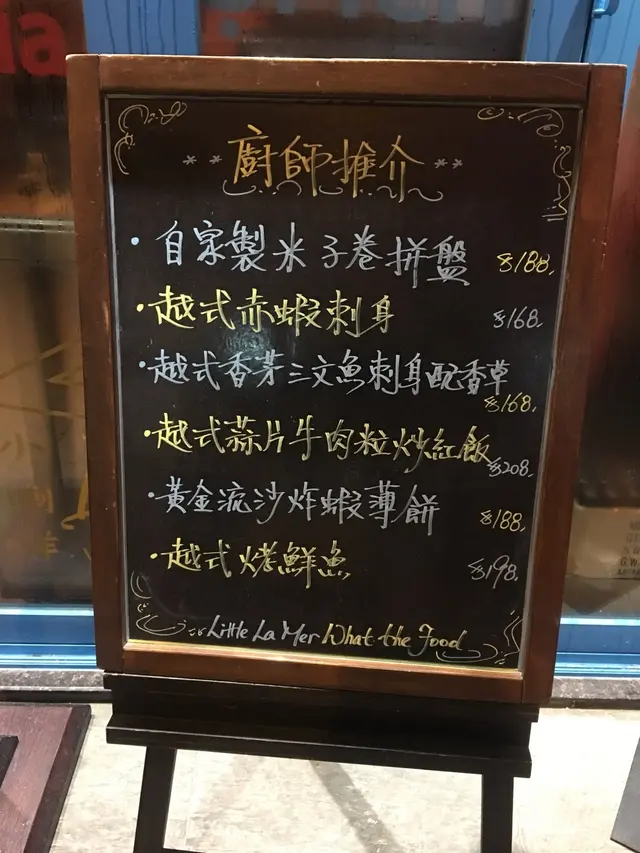 廚師推介
• 自家製米子卷拼盤 $188.
• 越式赤蝦刺身 $168.
• 越式香茅三文魚刺身配香草 $168.
• 越式蒜片牛肉粒炒紅飯 $208.
• 黃金流沙炸蝦薄餅 $188.
• 越式烤鮮魚 $198.
Little La Mer What the Food